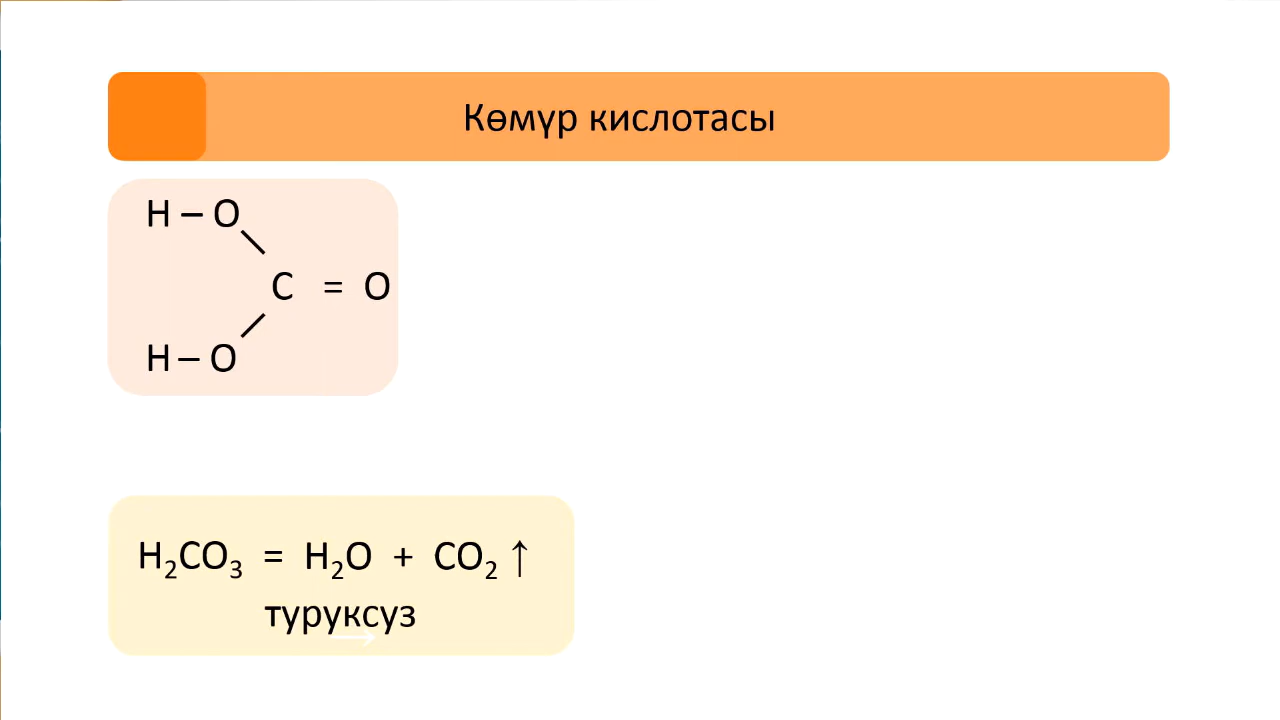 Көмүр кислотасы
H – O
C = O
H – O
H₂CO₃ = H₂O + CO₂ ↑
туруксуз